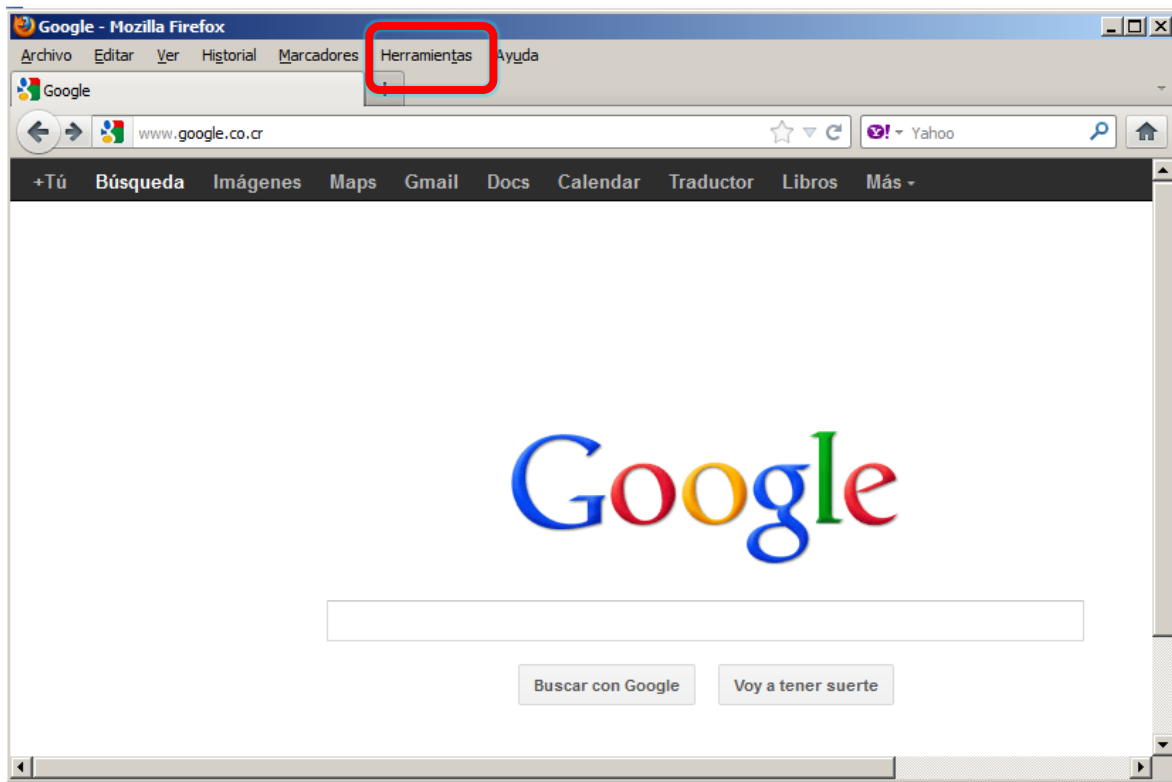 Google - Mozilla Firefox
Archivo Editar Ver Historial Marcadores Herramientas Ayuda
Google
www.google.co.cr Yahoo
+Tú Búsqueda Imágenes Maps Gmail Docs Calendar Traductor Libros Más
Google
Buscar con Google Voy a tener suerte